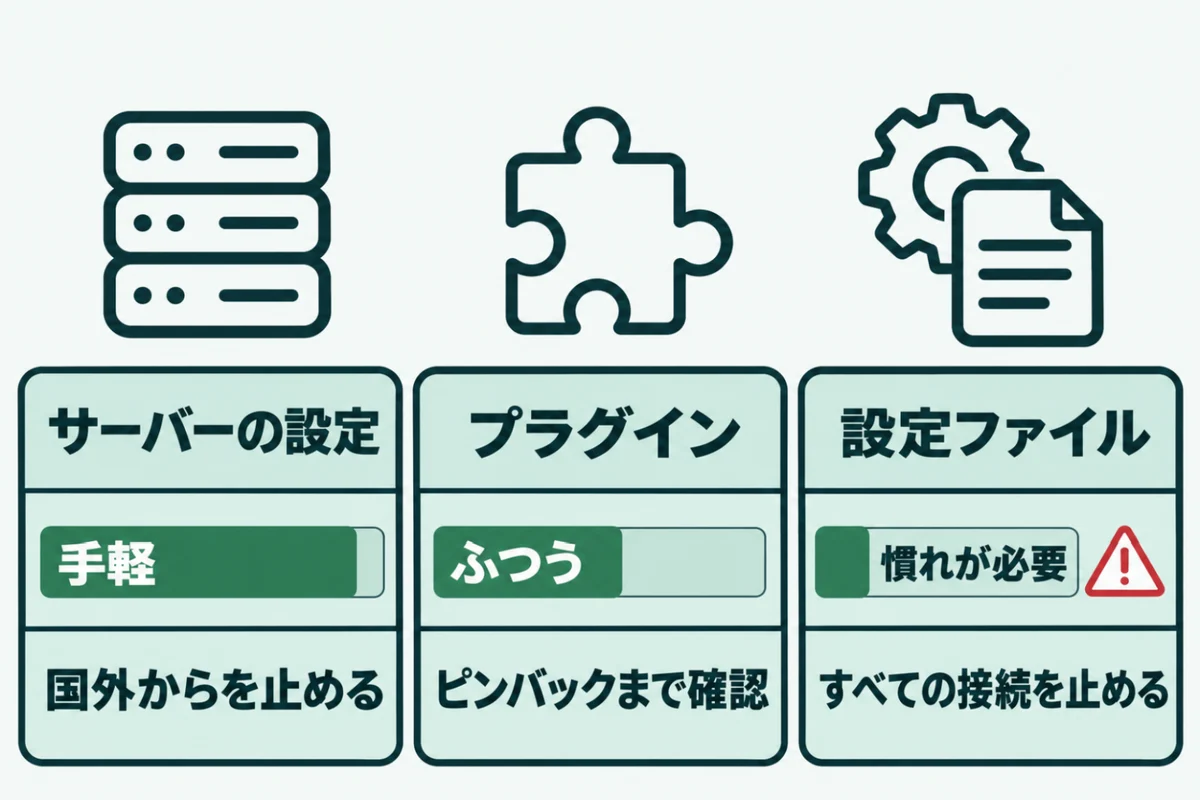 サーバーの設定
プラグイン
設定ファイル
手軽
ふつう
慣れが必要
国外からを止める
ピンバックまで確認
すべての接続を止める